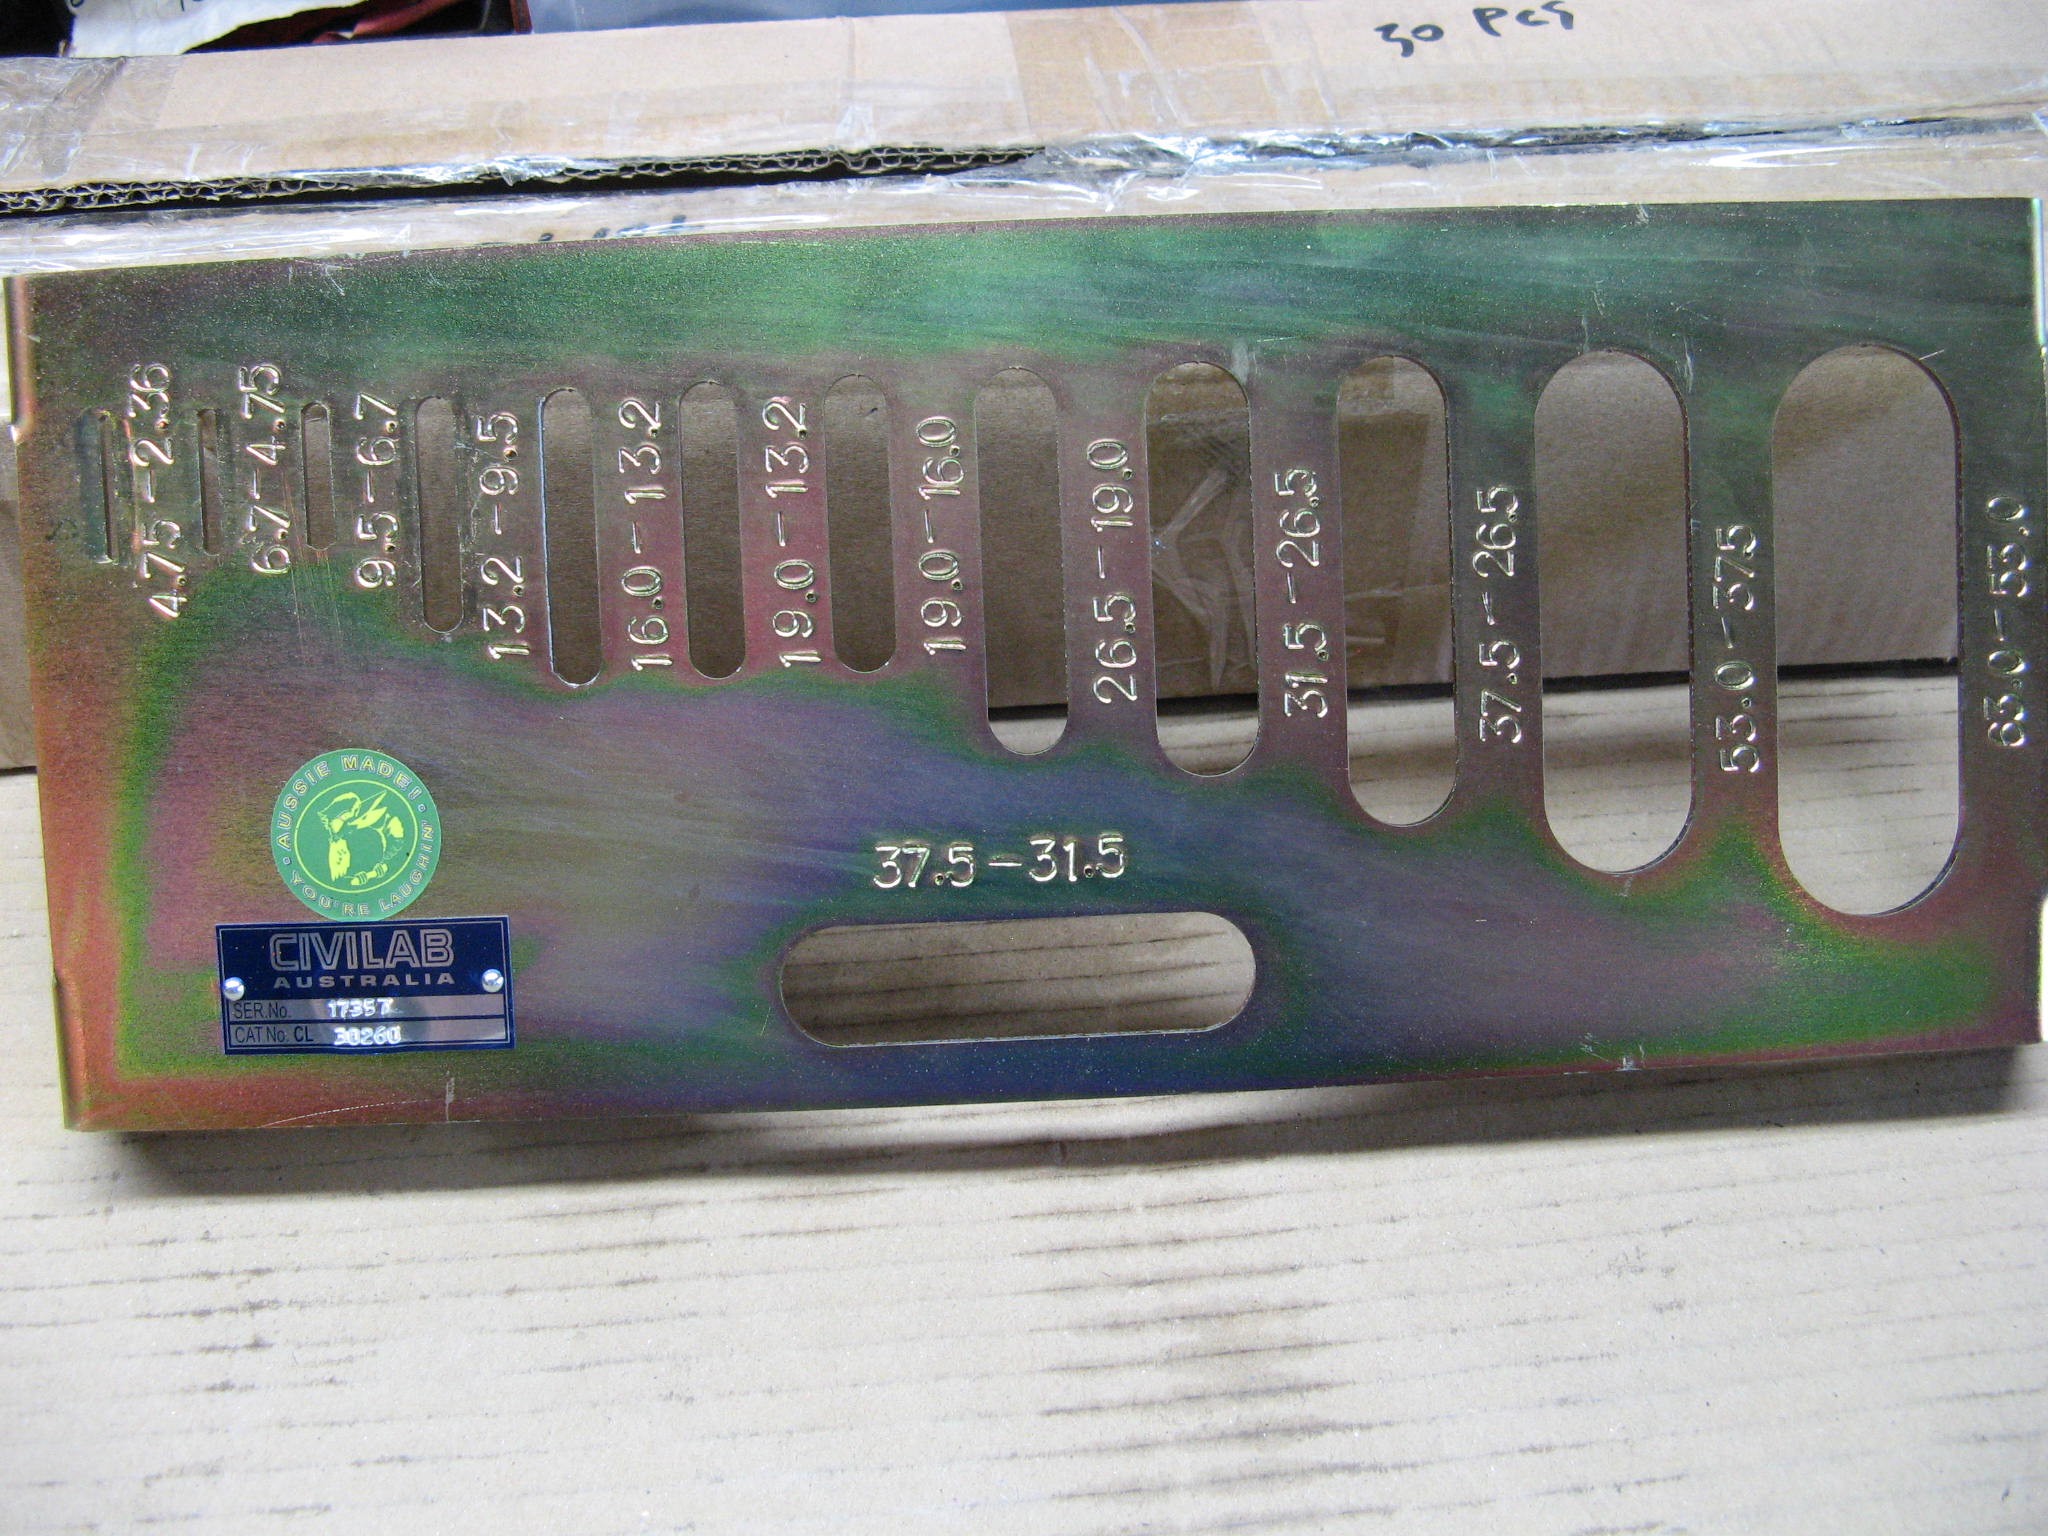 30 PCS
4.75-2.36
6.7-4.75
9.5-6.7
13.2-9.5
16.0-13.2
19.0-13.2
19.0-16.0
26.5-19.0
31.5-26.5
37.5-26.5
53.0-375
63.0-53.0
37.5-31.5
AUSSIE MADE!
YOU'RE LAUGHIN'
CIVILAB
AUSTRALIA
SER.No. 17357
CAT No. CL 30260